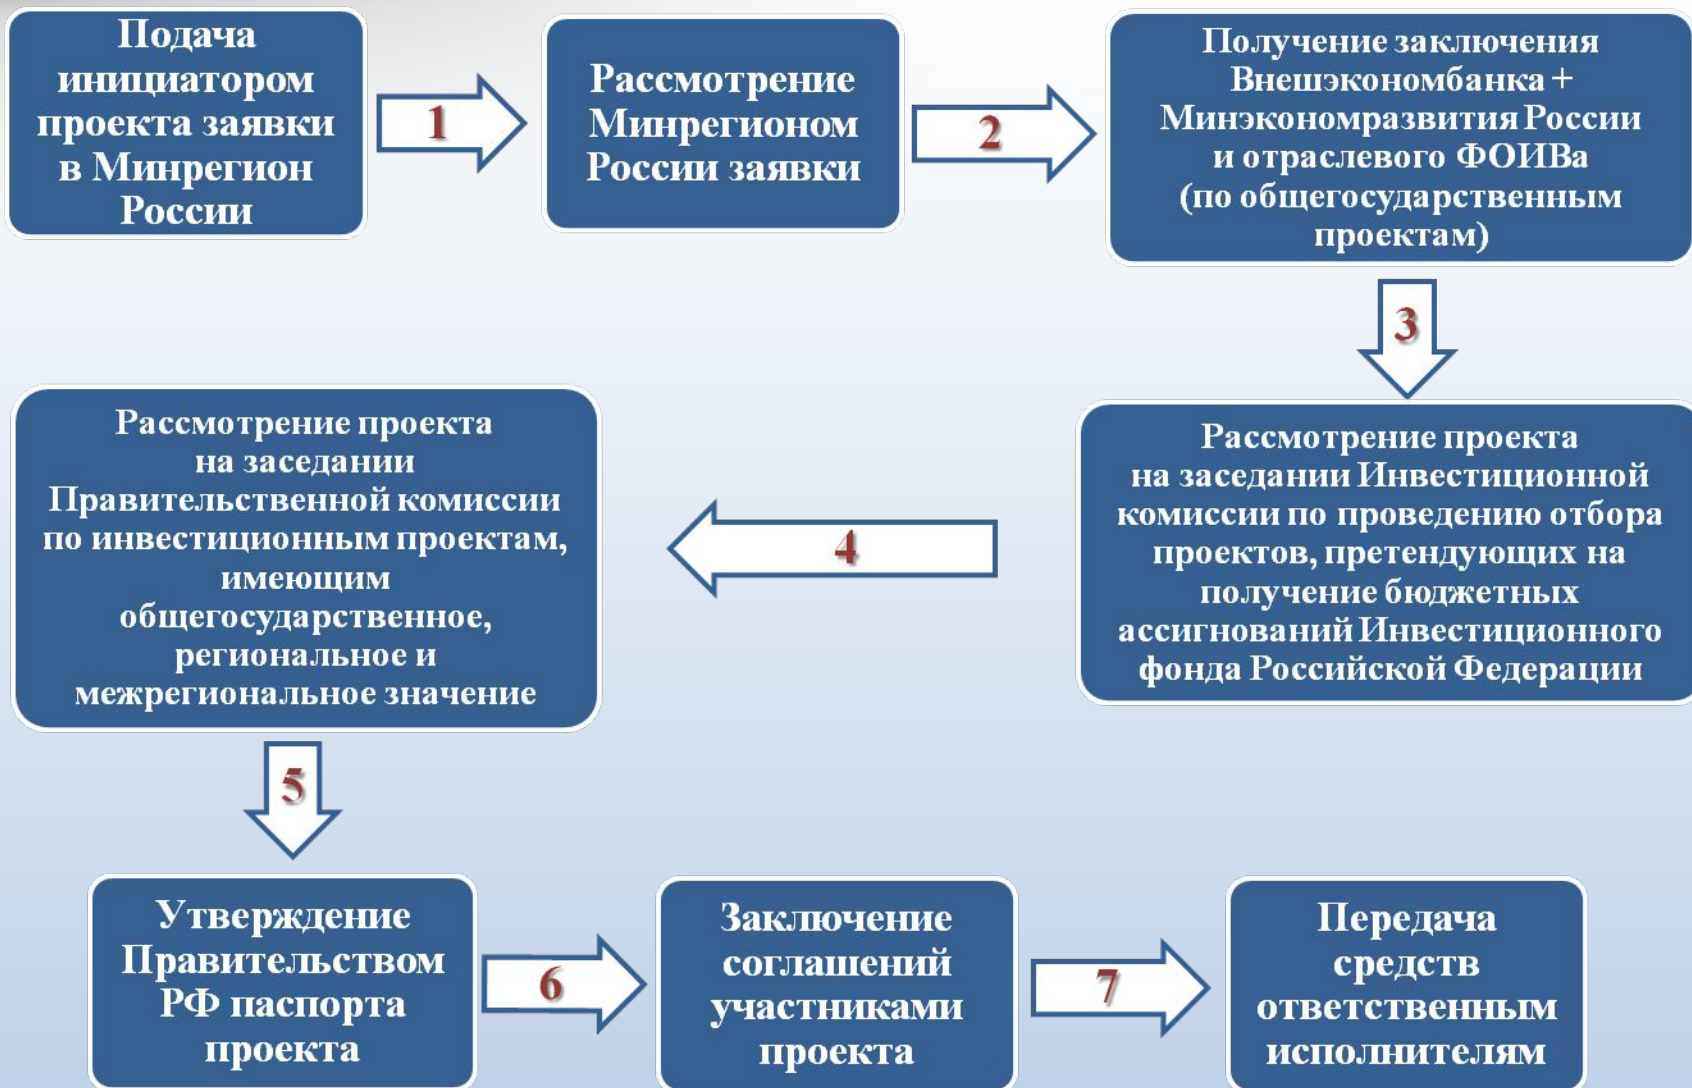 Подача
инициатором
проекта заявки
в Минрегион
России
1
Рассмотрение
Минрегионом
России заявки
2
Получение заключения
Внешэкономбанка +
Минэкономразвития России
и отраслевого ФОИВа
(по общегосударственным
проектам)
3
Рассмотрение проекта
на заседании Инвестиционной
комиссии по проведению отбора
проектов, претендующих на
получение бюджетных
ассигнований Инвестиционного
фонда Российской Федерации
4
Рассмотрение проекта
на заседании
Правительственной комиссии
по инвестиционным проектам,
имеющим
общегосударственное,
региональное и
межрегиональное значение
5
Утверждение
Правительством
РФ паспорта
проекта
6
Заключение
соглашений
участниками
проекта
7
Передача
средств
ответственным
исполнителям